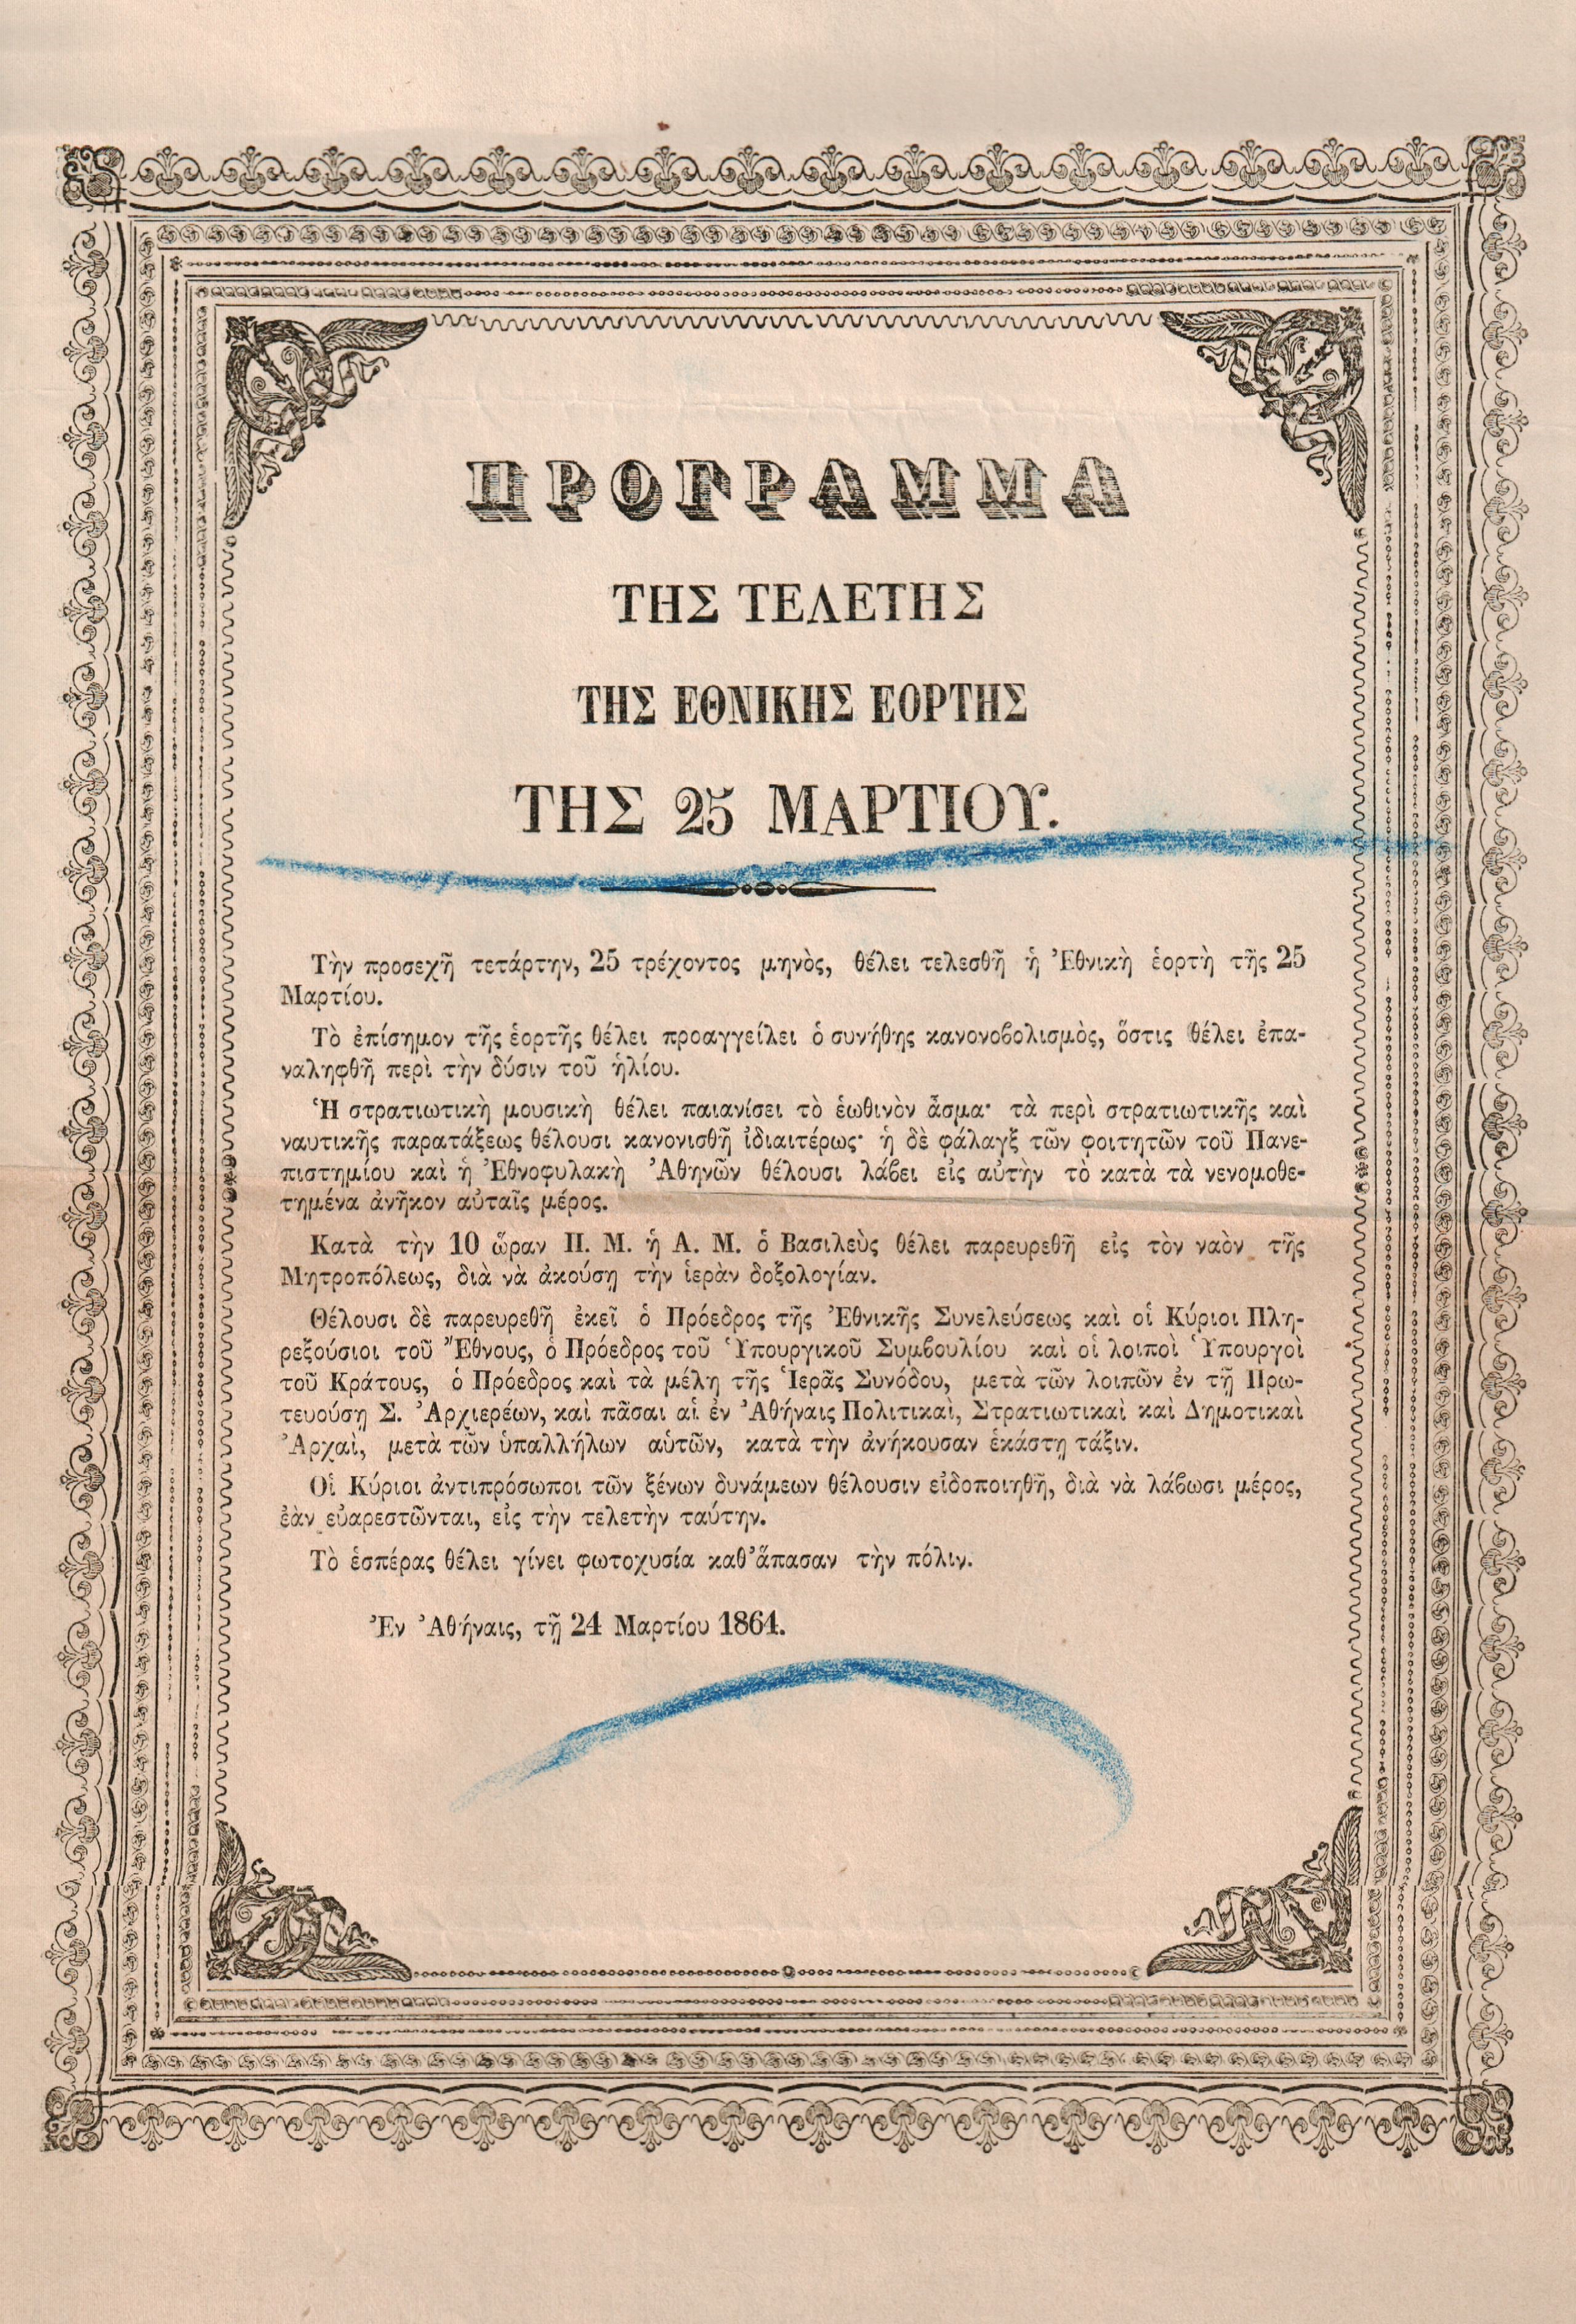 ΠΡΟΓΡΑΜΜΑ
ΤΗΣ ΤΕΛΕΤΗΣ
ΤΗΣ ΕΘΝΙΚΗΣ ΕΟΡΤΗΣ
ΤΗΣ 25 ΜΑΡΤΙΟΥ.
Τὴν προσεχῆ τετάρτην, 25 τρέχοντος μηνὸς, θέλει τελεσθῆ ἡ Ἐθνικὴ ἑορτὴ τῆς 25
Μαρτίου.
Τὸ ἐπίσημον τῆς ἑορτῆς θέλει προαγγείλει ὁ συνήθης κανονοβολισμὸς, ὅστις θέλει ἐπα-
ναληφθῆ περὶ τὴν δύσιν τοῦ ἡλίου.
Ἡ στρατιωτικὴ μουσικὴ θέλει παιανίσει τὸ ἑωθινὸν ἆσμα· τὰ περὶ στρατιωτικῆς καὶ
ναυτικῆς παρατάξεως θέλουσι κανονισθῆ ἰδιαιτέρως· ἡ δὲ φάλαγξ τῶν φοιτητῶν τοῦ Πανε-
πιστημίου καὶ ἡ Ἐθνοφυλακὴ Ἀθηνῶν θέλουσι λάβει εἰς αὐτὴν τὸ κατὰ τὰ νενομοθε-
τημένα ἀνῆκον αὐταῖς μέρος.
Κατὰ τὴν 10 ὥραν Π. Μ. ἡ Α. Μ. ὁ Βασιλεὺς θέλει παρευρεθῆ εἰς τὸν ναὸν τῆς
Μητροπόλεως, διὰ νὰ ἀκούσῃ τὴν ἱερὰν δοξολογίαν.
Θέλουσι δὲ παρευρεθῆ ἐκεῖ ὁ Πρόεδρος τῆς Ἐθνικῆς Συνελεύσεως καὶ οἱ Κύριοι Πλη-
ρεξούσιοι τοῦ Ἔθνους, ὁ Πρόεδρος τοῦ Ὑπουργικοῦ Συμβουλίου καὶ οἱ λοιποὶ Ὑπουργοὶ
τοῦ Κράτους, ὁ Πρόεδρος καὶ τὰ μέλη τῆς Ἱερᾶς Συνόδου, μετὰ τῶν λοιπῶν ἐν τῇ Πρω-
τευούσῃ Σ. Ἀρχιερέων, καὶ πᾶσαι αἱ ἐν Ἀθήναις Πολιτικαὶ, Στρατιωτικαὶ καὶ Δημοτικαὶ
Ἀρχαὶ, μετὰ τῶν ὑπαλλήλων αὑτῶν, κατὰ τὴν ἀνήκουσαν ἑκάστῃ τάξιν.
Οἱ Κύριοι ἀντιπρόσωποι τῶν ξένων δυνάμεων θέλουσιν εἰδοποιηθῆ, διὰ νὰ λάβωσι μέρος,
ἐὰν εὐαρεστῶνται, εἰς τὴν τελετὴν ταύτην.
Τὸ ἑσπέρας θέλει γίνει φωτοχυσία καθ' ἅπασαν τὴν πόλιν.
Ἐν Ἀθήναις, τῇ 24 Μαρτίου 1864.